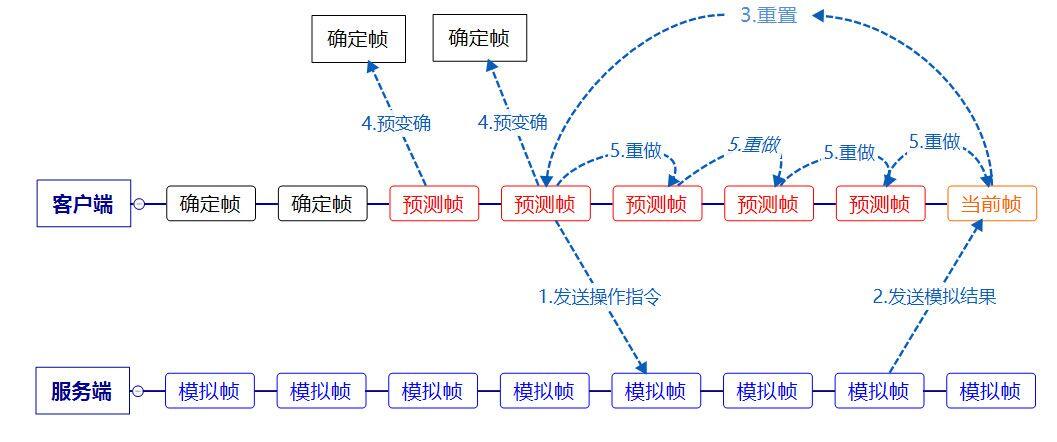 3.重置
确定帧
确定帧
4.预变确
4.预变确
5.重做
5.重做
5.重做
5.重做
客户端
确定帧
确定帧
预测帧
预测帧
预测帧
预测帧
预测帧
当前帧
1.发送操作指令
2.发送模拟结果
服务端
模拟帧
模拟帧
模拟帧
模拟帧
模拟帧
模拟帧
模拟帧
模拟帧